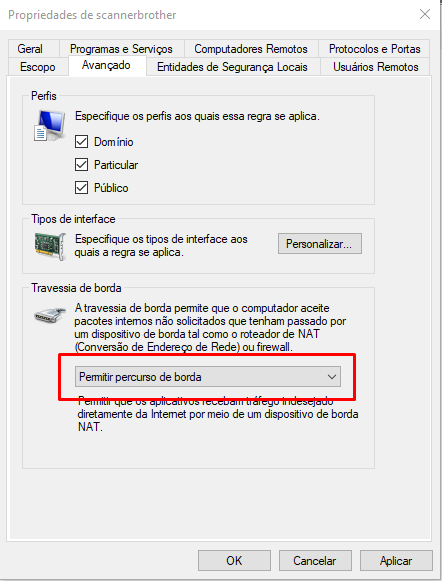 Propriedades de scannerbrother
Geral
Programas e Serviços
Computadores Remotos
Protocolos e Portas
Escopo
Avançado
Entidades de Segurança Locais
Usuários Remotos
Perfis
Especifique os perfis aos quais essa regra se aplica.
Domínio
Particular
Público
Tipos de interface
Especifique os tipos de interface aos
quais a regra se aplica.
Personalizar...
Travessia de borda
A travessia de borda permite que o computador aceite
pacotes internos não solicitados que tenham passado por
um dispositivo de borda tal como o roteador de NAT
(Conversão de Endereço de Rede) ou firewall.
Permitir percurso de borda
Permitir que os aplicativos recebam tráfego indesejado
diretamente da Internet por meio de um dispositivo de borda
NAT.
OK
Cancelar
Aplicar